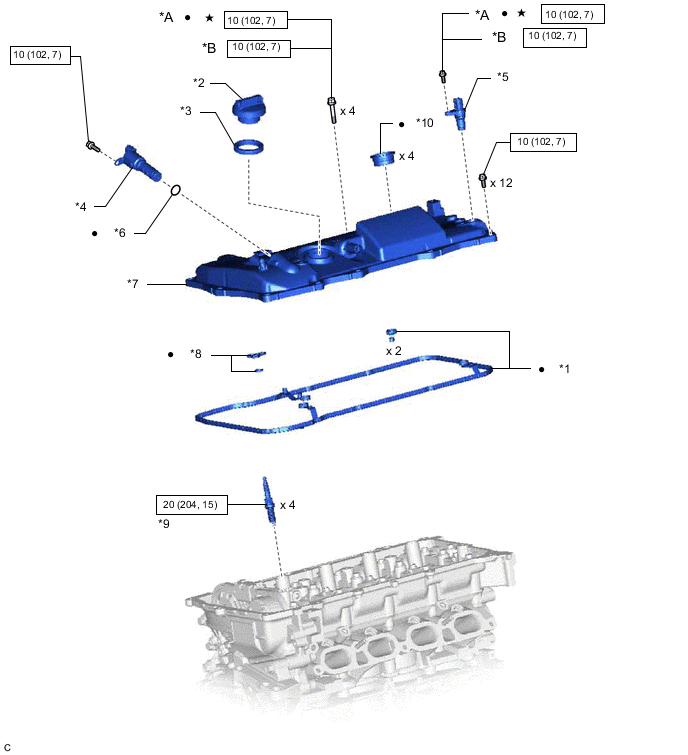 *A ● ★ 10 (102, 7)
*B 10 (102, 7)
*A ● ★ 10 (102, 7)
*B 10 (102, 7)
10 (102, 7)
*2
*3
x 4
● *10
x 4
*5
10 (102, 7)
x 12
*4
● *6
*7
● *8
x 2
● *1
20 (204, 15)
x 4
*9
C